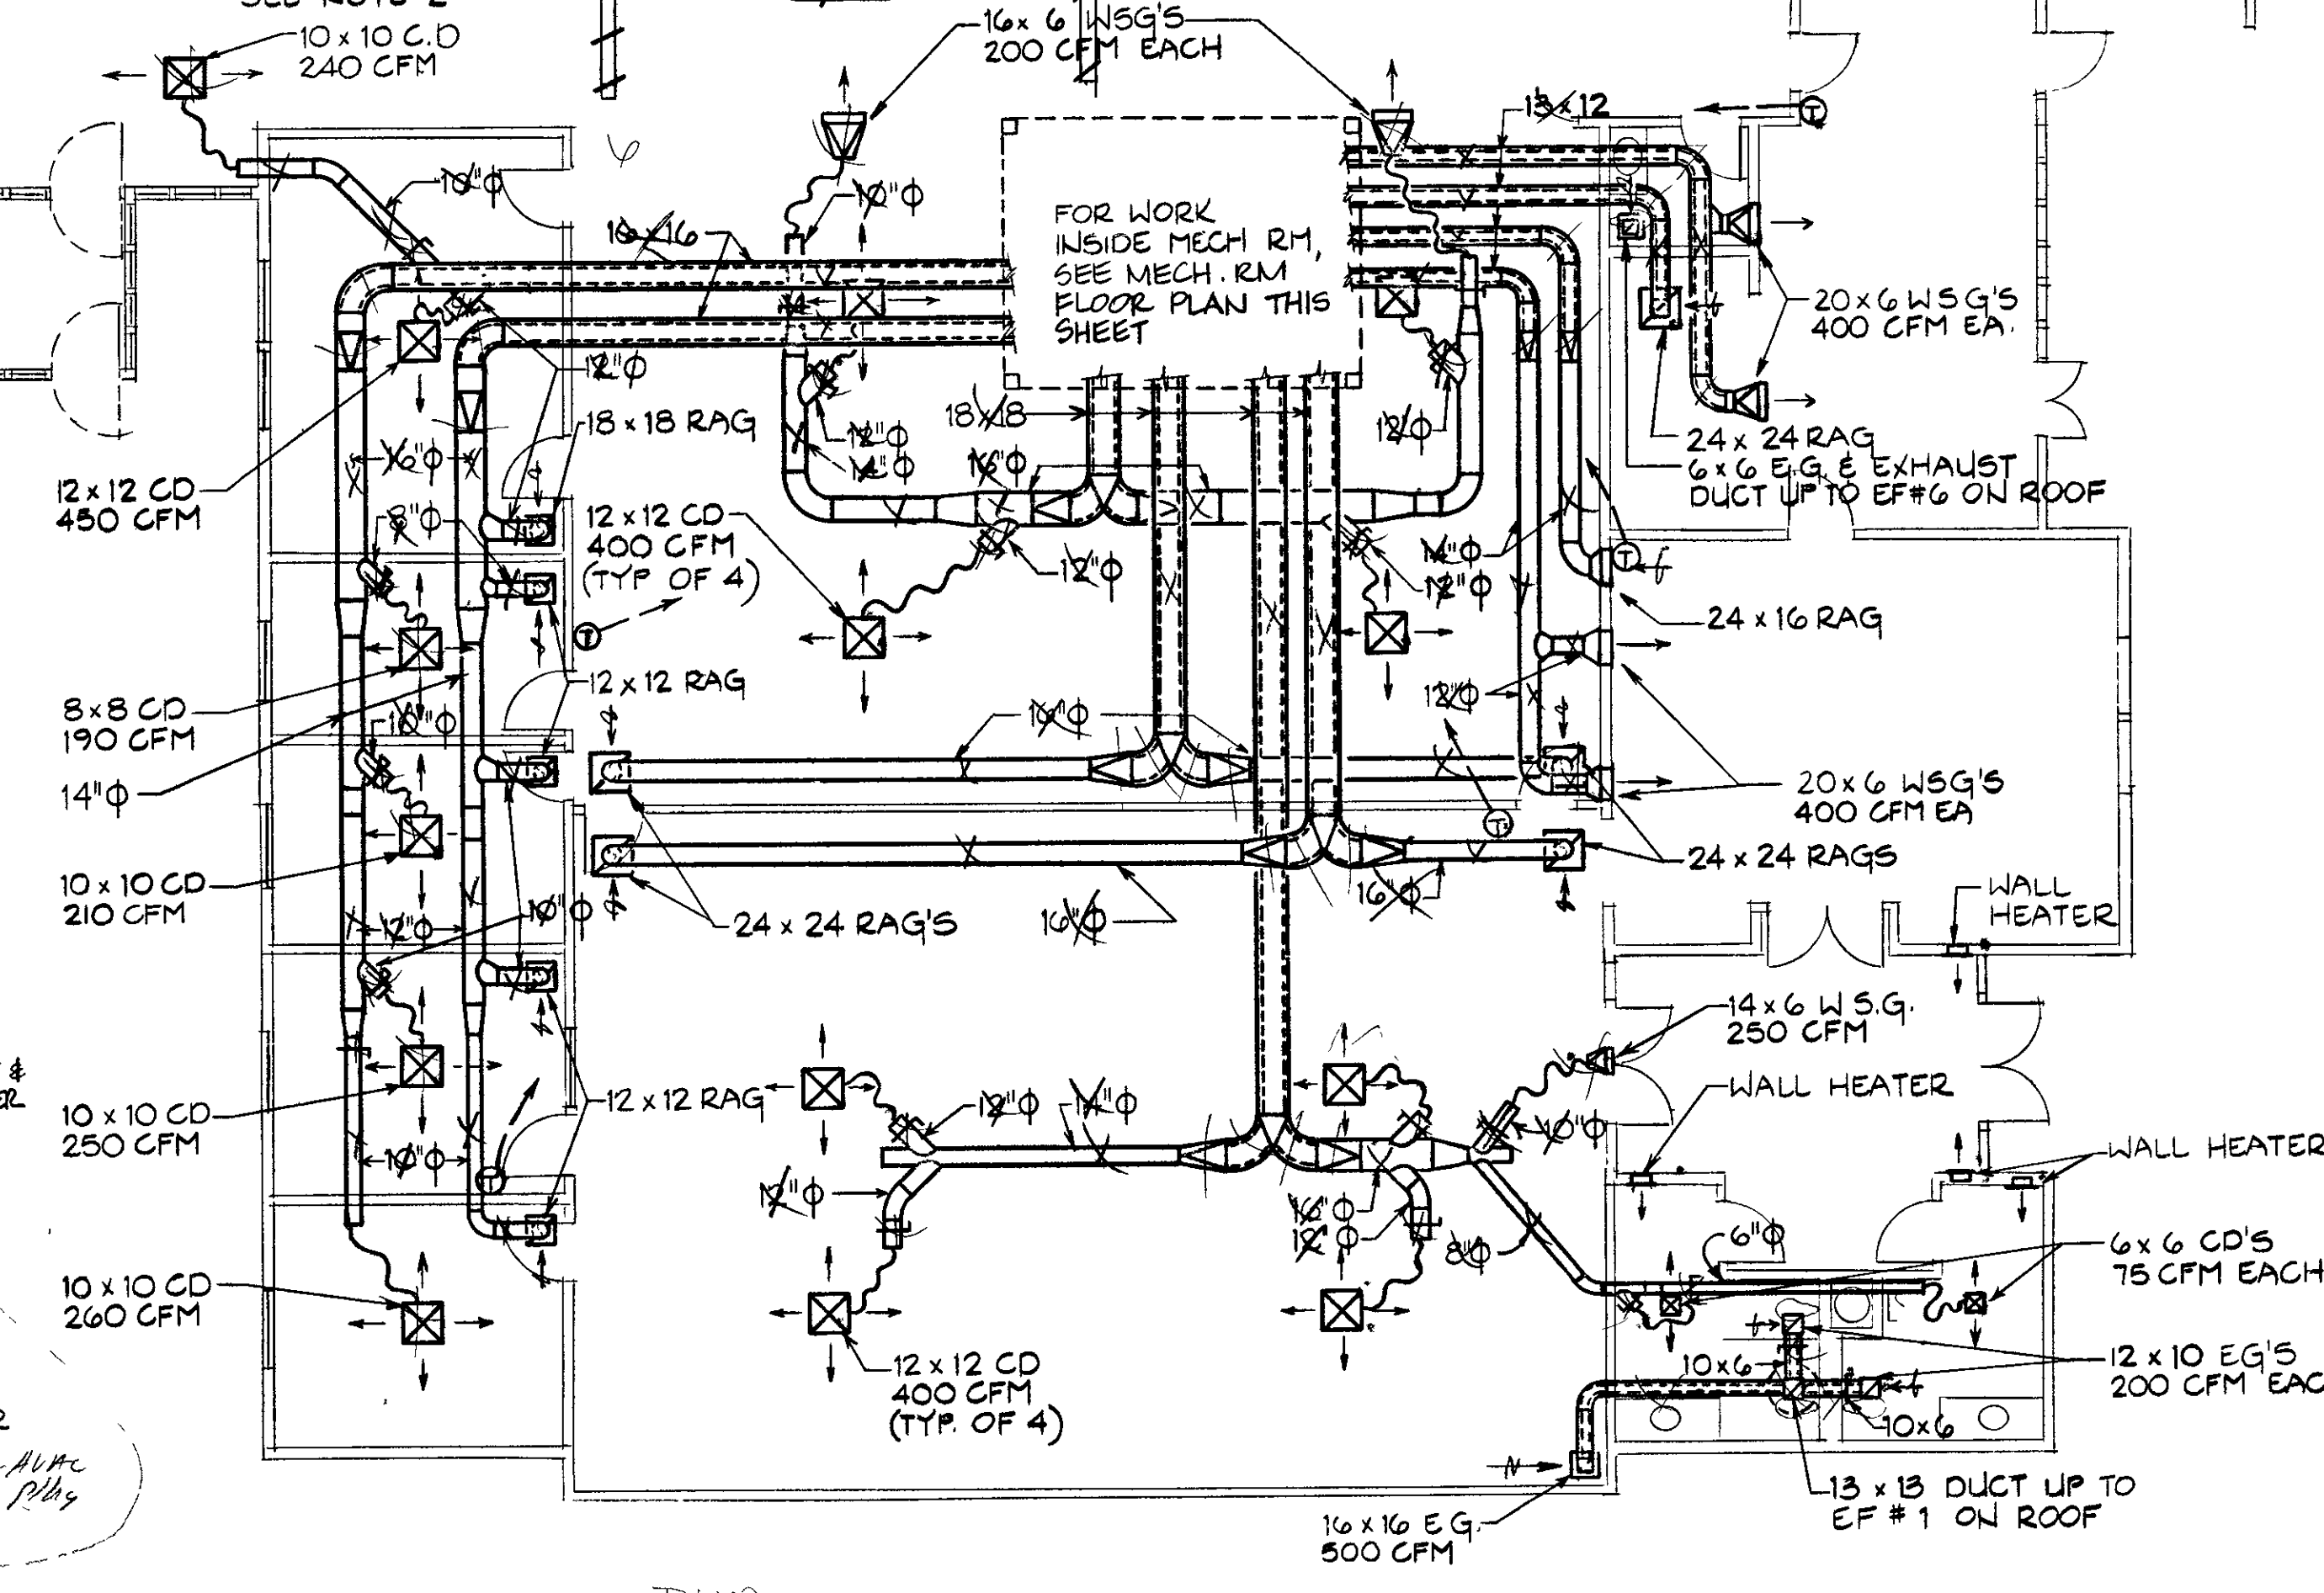 SEE NOTE 2
10 x 10 C.D
240 CFM
16 x 6 WSG'S
200 CFM EACH
13 x 12
T
6
10"φ
10"φ
16 x 16
FOR WORK
INSIDE MECH RM,
SEE MECH. RM
FLOOR PLAN THIS
SHEET
20 x 6 WSG'S
400 CFM EA.
12"φ
18 x 18 RAG
18 x 18
12"φ
14"φ
12"φ
24 x 24 RAG
6 x 6 E.G. & EXHAUST
DUCT UP TO EF#6 ON ROOF
16"φ
16"φ
12 x 12 CD
450 CFM
8"φ
12 x 12 CD
400 CFM
(TYP OF 4)
12"φ
12"φ
14"φ
T
T
24 x 16 RAG
12 x 12 RAG
12"φ
8 x 8 CD
190 CFM
10"φ
16"φ
14"φ
20 x 6 WSG'S
400 CFM EA
T
24 x 24 RAGS
10 x 10 CD
210 CFM
12"φ
10"φ
24 x 24 RAG'S
16"φ
16"φ
WALL
HEATER
14 x 6 W.S.G.
250 CFM
WALL HEATER
&
10 x 10 CD
250 CFM
12 x 12 RAG
12"φ
14"φ
10"φ
10"φ
T
WALL HEATER
12"φ
16"φ
12"φ
8"φ
6"φ
6 x 6 CD'S
75 CFM EACH
10 x 10 CD
260 CFM
12 x 12 CD
400 CFM
(TYP. OF 4)
10 x 6
12 x 10 EG'S
200 CFM EAC
10 x 6
HVAC
Plbg
13 x 13 DUCT UP TO
EF # 1 ON ROOF
16 x 16 E G.
500 CFM